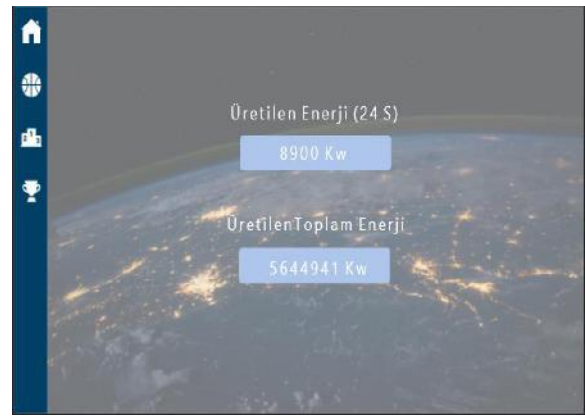 Üretilen Enerji (24 S)
8900 Kw
ÜretilenToplam Enerji
5644941 Kw